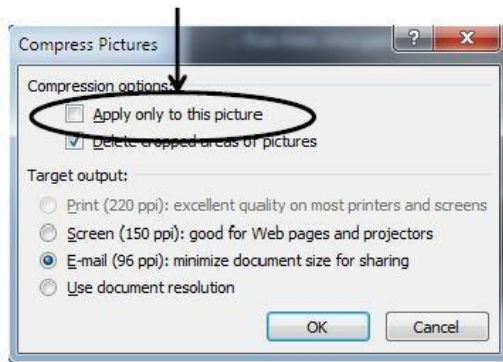 Compress Pictures
Compression options:
Apply only to this picture
Delete cropped areas of pictures
Target output:
Print (220 ppi): excellent quality on most printers and screens
Screen (150 ppi): good for Web pages and projectors
E-mail (96 ppi): minimize document size for sharing
Use document resolution
OK Cancel